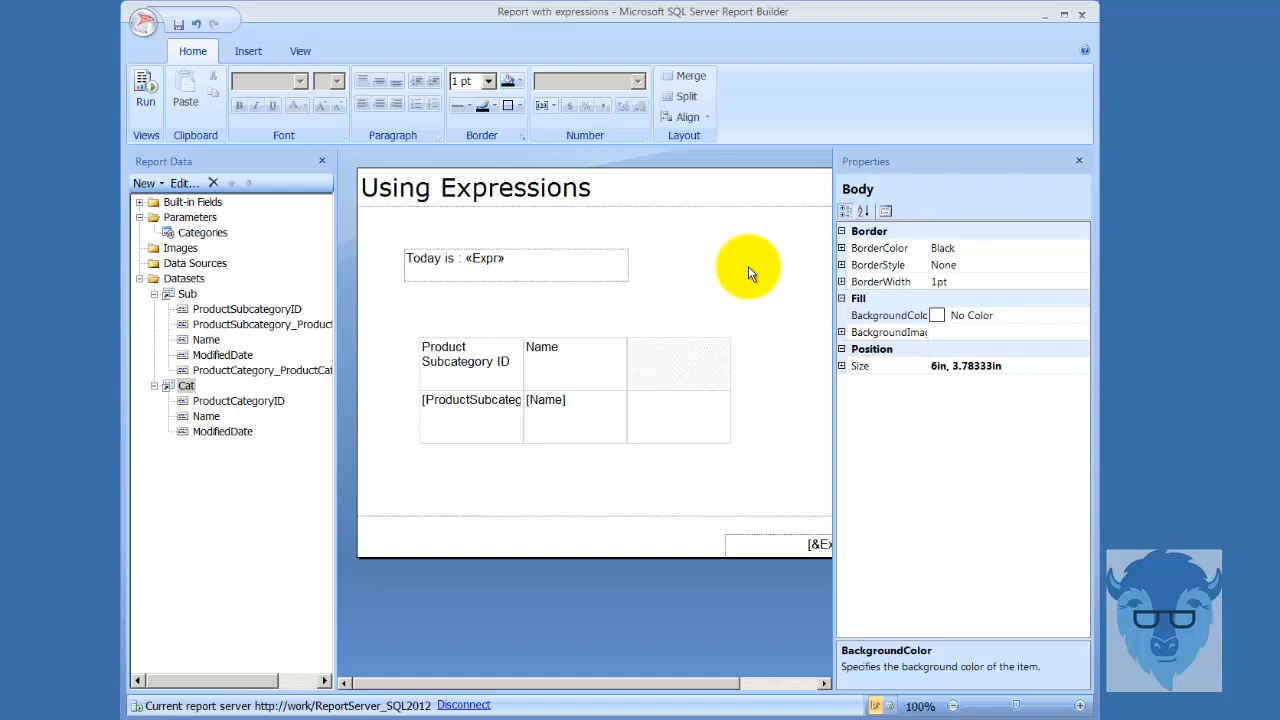 Report with expressions - Microsoft SQL Server Report Builder
Home Insert View
Run
Paste
1 pt
Merge
Split
Align
Views Clipboard Font Paragraph Border Number Layout
Report Data
New Edit...
Built-in Fields
Parameters
Categories
Images
Data Sources
Datasets
Sub
ProductSubcategoryID
ProductSubcategory_Product
Name
ModifiedDate
ProductCategory_ProductCat
Cat
ProductCategoryID
Name
ModifiedDate
Using Expressions
Today is : «Expr»
Product Name
Subcategory ID
[ProductSubcateg [Name]
[&Ex
Properties
Body
Border
BorderColor Black
BorderStyle None
BorderWidth 1pt
Fill
BackgroundColo No Color
BackgroundImag
Position
Size 6in, 3.78333in
BackgroundColor
Specifies the background color of the item.
Current report server http://work/ReportServer_SQL2012 Disconnect
100%